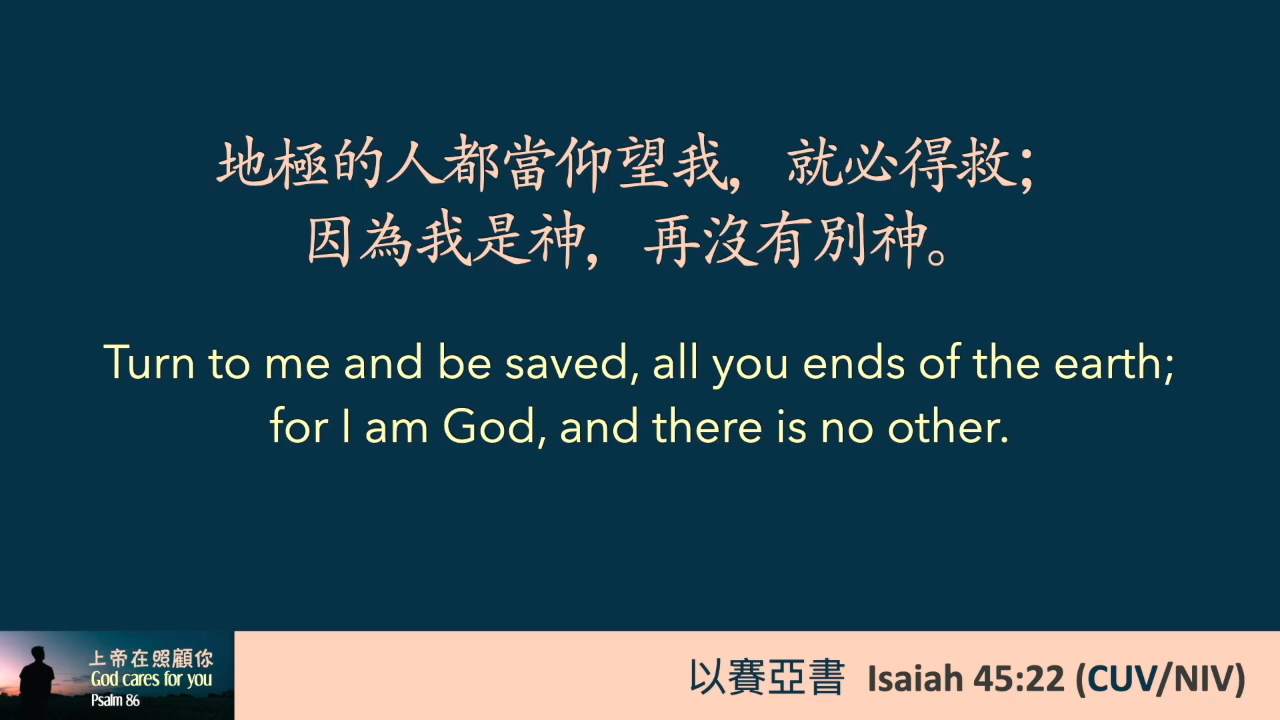 地極的人都當仰望我，就必得救；
因為我是神，再沒有別神。
Turn to me and be saved, all you ends of the earth;
for I am God, and there is no other.
上帝在照顧你
God cares for you
Psalm 86
以賽亞書 Isaiah 45:22 (CUV/NIV)